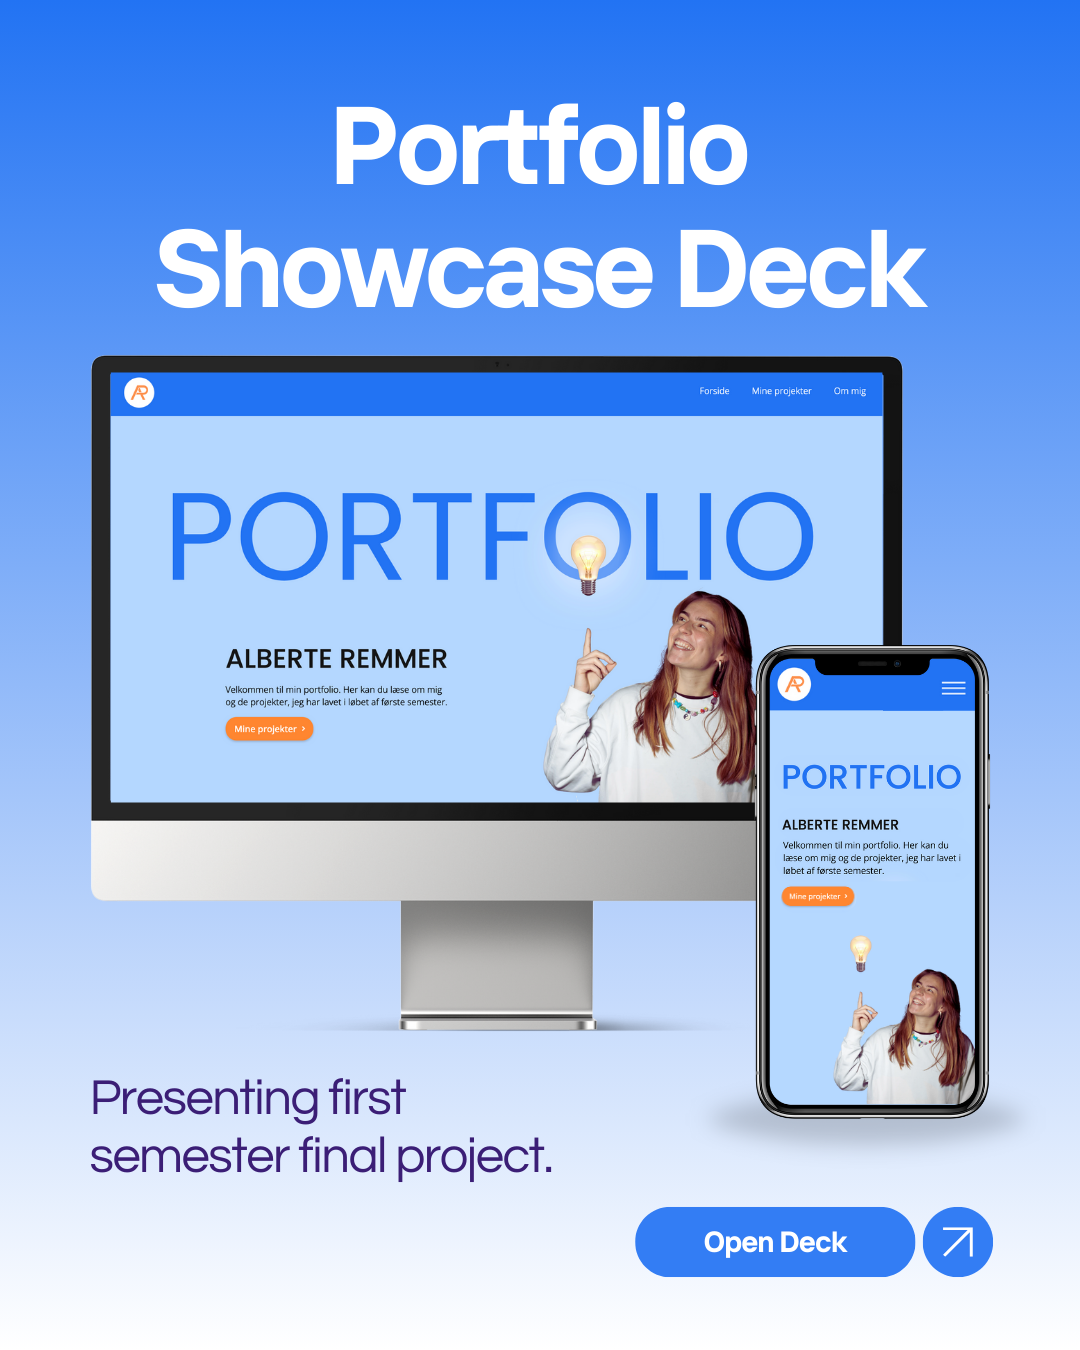 Portfolio
Showcase Deck
AR
Forside Mine projekter Om mig
PORTFOLIO
ALBERTE REMMER
Velkommen til min portfolio. Her kan du læse om mig
og de projekter, jeg har lavet i løbet af første semester.
Mine projekter ›
AR
PORTFOLIO
ALBERTE REMMER
Velkommen til min portfolio. Her kan du
læse om mig og de projekter, jeg har lavet i
løbet af første semester.
Mine projekter ›
Presenting first
semester final project.
Open Deck